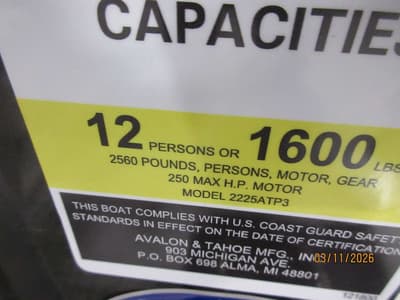 CAPACITIES
12 PERSONS OR 1600 LBS
2560 POUNDS, PERSONS, MOTOR, GEAR
250 MAX H.P. MOTOR
MODEL 2225ATP3
THIS BOAT COMPLIES WITH U.S. COAST GUARD SAFETY
STANDARDS IN EFFECT ON THE DATE OF CERTIFICATION
AVALON & TAHOE MFG., INC.
903 MICHIGAN AVE.
P.O. BOX 698 ALMA, MI 48801
03/11/2026